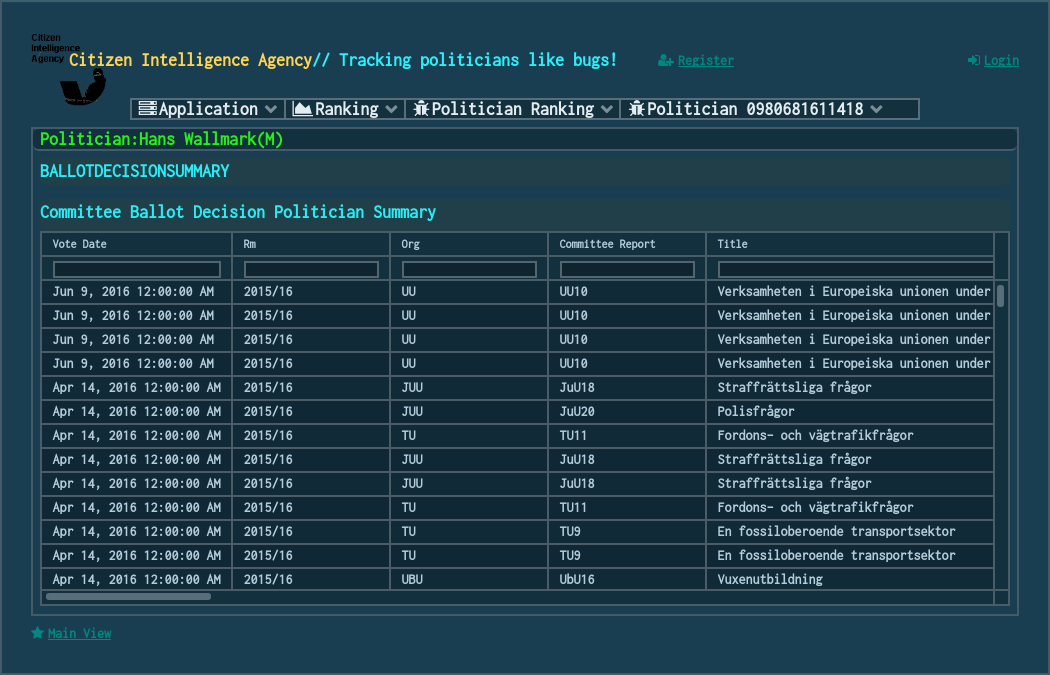 Citizen
Intelligence
Agency
Citizen Intelligence Agency// Tracking politicians like bugs!
Register
Login
Application Ranking Politician Ranking Politician 0980681611418
Politician:Hans Wallmark(M)
BALLOTDECISIONSUMMARY
Committee Ballot Decision Politician Summary
Vote Date Rm Org Committee Report Title
Jun 9, 2016 12:00:00 AM 2015/16 UU UU10 Verksamheten i Europeiska unionen under
Jun 9, 2016 12:00:00 AM 2015/16 UU UU10 Verksamheten i Europeiska unionen under
Jun 9, 2016 12:00:00 AM 2015/16 UU UU10 Verksamheten i Europeiska unionen under
Jun 9, 2016 12:00:00 AM 2015/16 UU UU10 Verksamheten i Europeiska unionen under
Apr 14, 2016 12:00:00 AM 2015/16 JUU JuU18 Straffrättsliga frågor
Apr 14, 2016 12:00:00 AM 2015/16 JUU JuU20 Polisfrågor
Apr 14, 2016 12:00:00 AM 2015/16 TU TU11 Fordons- och vägtrafikfrågor
Apr 14, 2016 12:00:00 AM 2015/16 JUU JuU18 Straffrättsliga frågor
Apr 14, 2016 12:00:00 AM 2015/16 JUU JuU18 Straffrättsliga frågor
Apr 14, 2016 12:00:00 AM 2015/16 TU TU11 Fordons- och vägtrafikfrågor
Apr 14, 2016 12:00:00 AM 2015/16 TU TU9 En fossiloberoende transportsektor
Apr 14, 2016 12:00:00 AM 2015/16 TU TU9 En fossiloberoende transportsektor
Apr 14, 2016 12:00:00 AM 2015/16 UBU UbU16 Vuxenutbildning
Main View